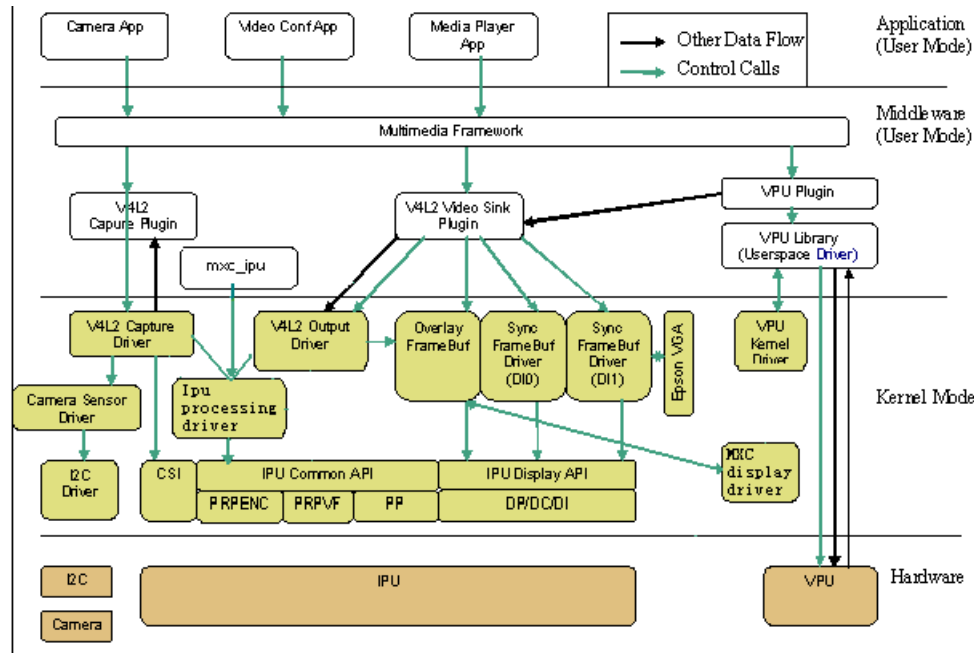 Camera App
Video Conf App
Media Player
App
Other Data Flow
Control Calls
Application
(User Mode)
Multimedia Framework
Middleware
(User Mode)
V4L2
Capure Plugin
V4L2 Video Sink
Plugin
VPU Plugin
VPU Library
(Userspace Driver)
mxc_ipu
V4L2 Capture
Driver
V4L2 Output
Driver
Overlay
FrameBuf
Sync
FrameBuf
Driver
(DI0)
Sync
FrameBuf
Driver
(DI1)
Epson VGA
VPU
Kernel
Driver
Kernel Mode
Camera Sensor
Driver
Ipu
processing
driver
I2C
Driver
CSI
IPU Common API
IPU Display API
MXC
display
driver
PRPENC
PRPVF
PP
DP/DC/DI
I2C
IPU
VPU
Hardware
Camera